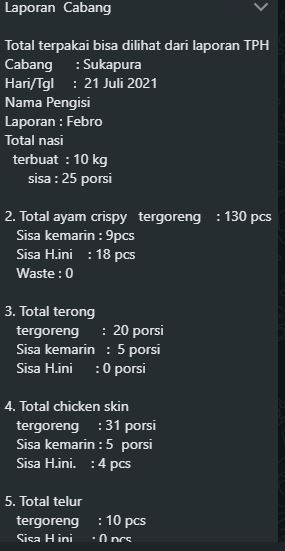 Laporan Cabang
Total terpakai bisa dilihat dari laporan TPH
Cabang : Sukapura
Hari/Tgl : 21 Juli 2021
Nama Pengisi
Laporan : Febro
Total nasi
terbuat : 10 kg
sisa : 25 porsi
2. Total ayam crispy tergoreng : 130 pcs
Sisa kemarin : 9pcs
Sisa H.ini : 18 pcs
Waste : 0
3. Total terong
tergoreng : 20 porsi
Sisa kemarin : 5 porsi
Sisa H.ini : 0 porsi
4. Total chicken skin
tergoreng : 31 porsi
Sisa kemarin : 5 porsi
Sisa H.ini. : 4 pcs
5. Total telur
tergoreng : 10 pcs
Sisa H.ini : 0 pcs